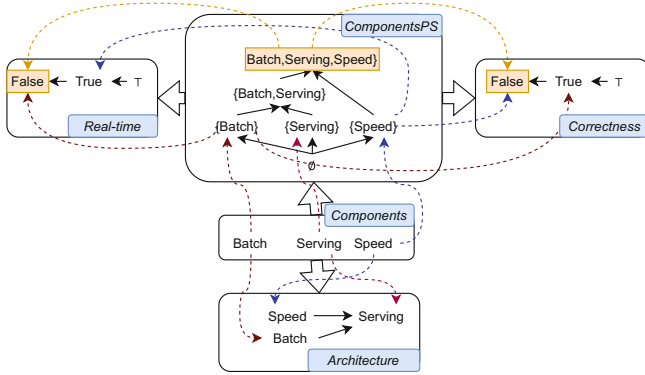 ComponentsPS
Batch,Serving,Speed}
False True ⊤
Real-time
{Batch,Serving}
{Batch} {Serving} {Speed}
∅
False True ⊤
Correctness
Components
Batch Serving Speed
Speed Serving
Batch
Architecture